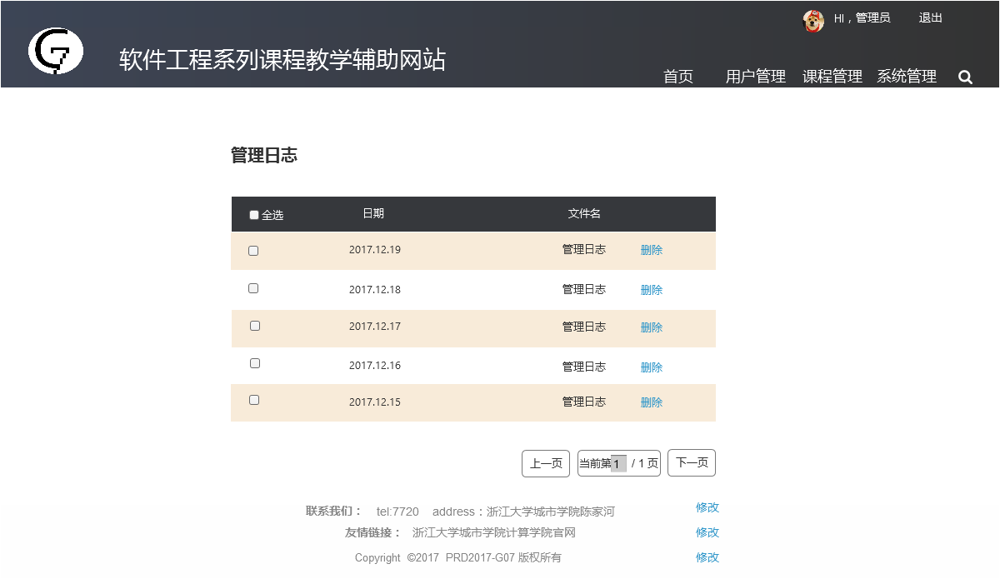 HI，管理员 退出
软件工程系列课程教学辅助网站
首页 用户管理 课程管理 系统管理
管理日志
全选 日期 文件名
2017.12.19 管理日志 删除
2017.12.18 管理日志 删除
2017.12.17 管理日志 删除
2017.12.16 管理日志 删除
2017.12.15 管理日志 删除
上一页 当前第1 / 1 页 下一页
联系我们： tel:7720 address：浙江大学城市学院陈家河 修改
友情链接： 浙江大学城市学院计算学院官网 修改
Copyright ©2017 PRD2017-G07 版权所有 修改